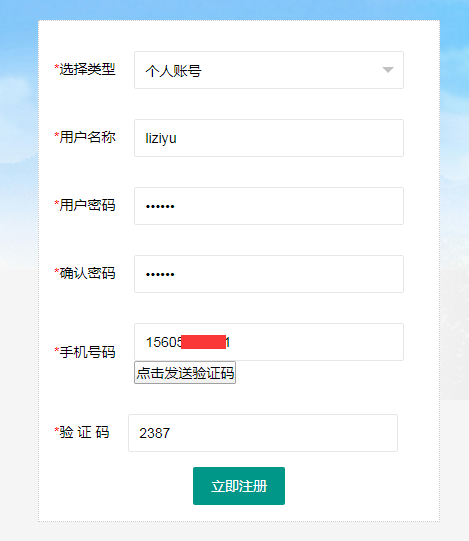 *选择类型 个人账号
*用户名称 liziyu
*用户密码 ••••••
*确认密码 ••••••
*手机号码 1560 1
点击发送验证码
*验 证 码 2387
立即注册